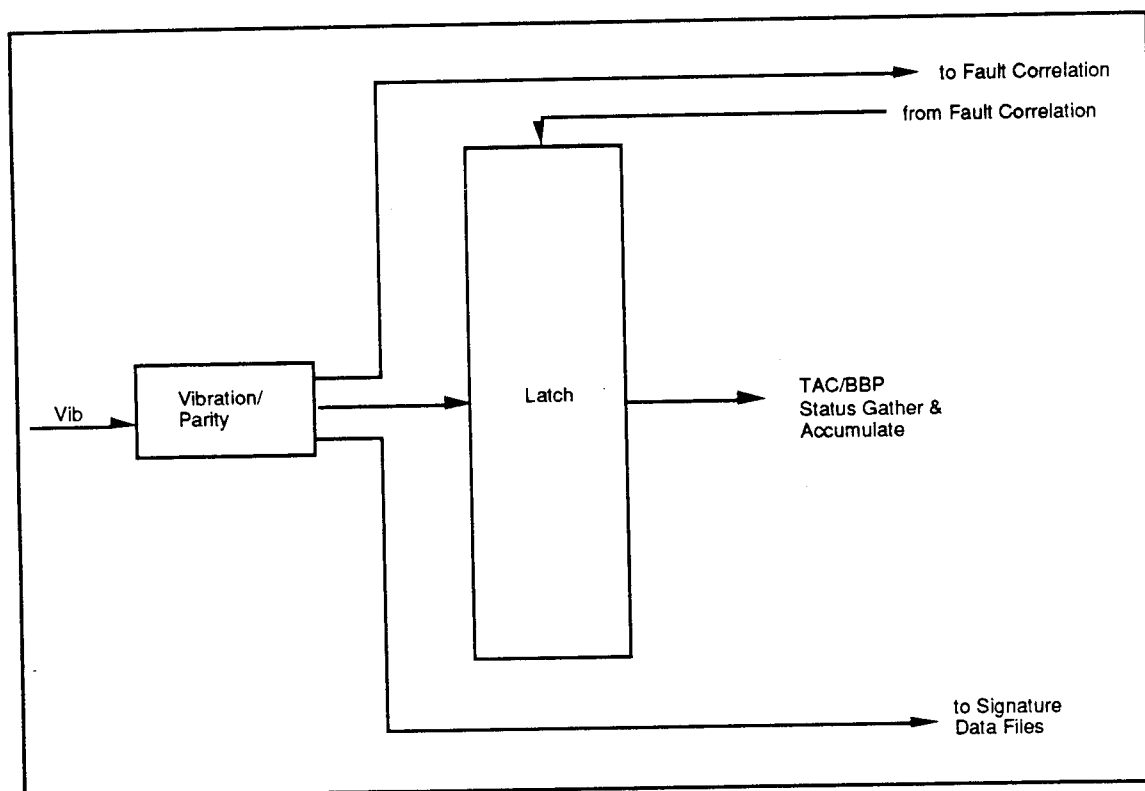 to Fault Correlation
from Fault Correlation
Vib
Vibration/
Parity
Latch
TAC/BBP
Status Gather &
Accumulate
to Signature
Data Files